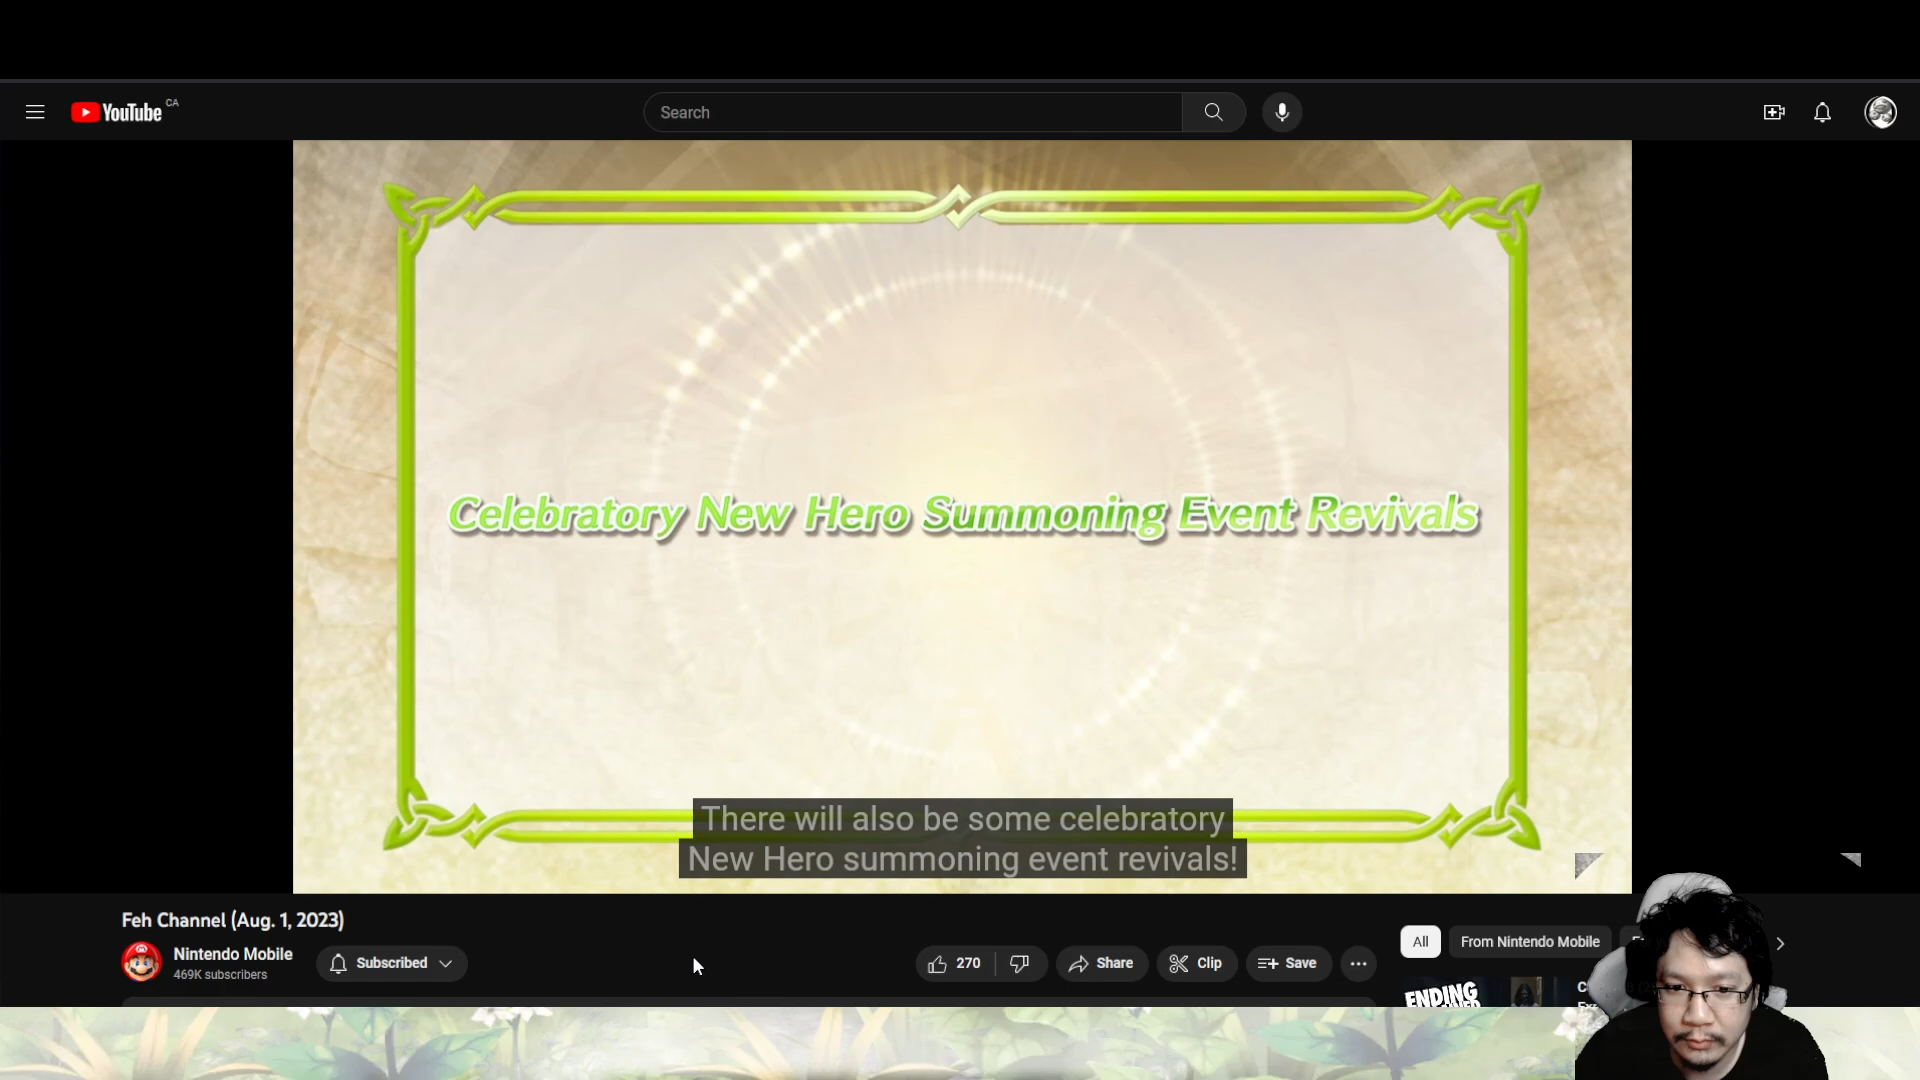 YouTube CA
Search
Celebratory New Hero Summoning Event Revivals
There will also be some celebratory
New Hero summoning event revivals!
Feh Channel (Aug. 1, 2023)
Nintendo Mobile
469K subscribers
Subscribed
270
Share
Clip
Save
All
From Nintendo Mobile
ENDING